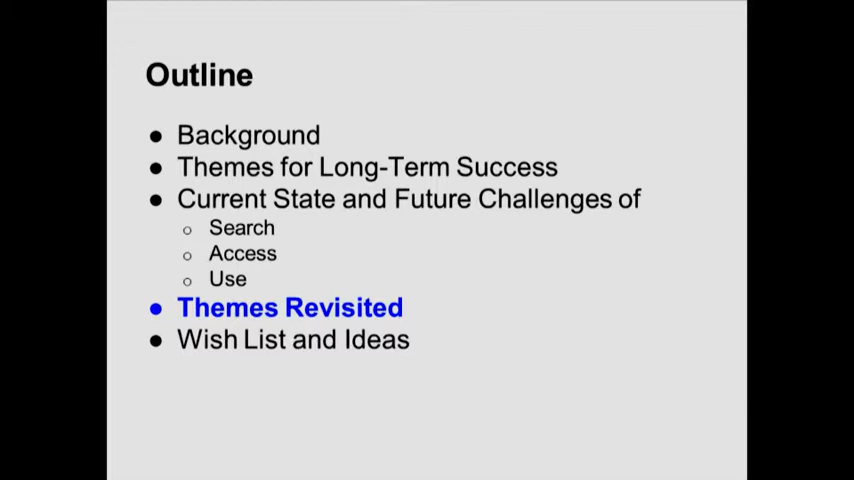 Outline
● Background
● Themes for Long-Term Success
● Current State and Future Challenges of
○ Search
○ Access
○ Use
● Themes Revisited
● Wish List and Ideas